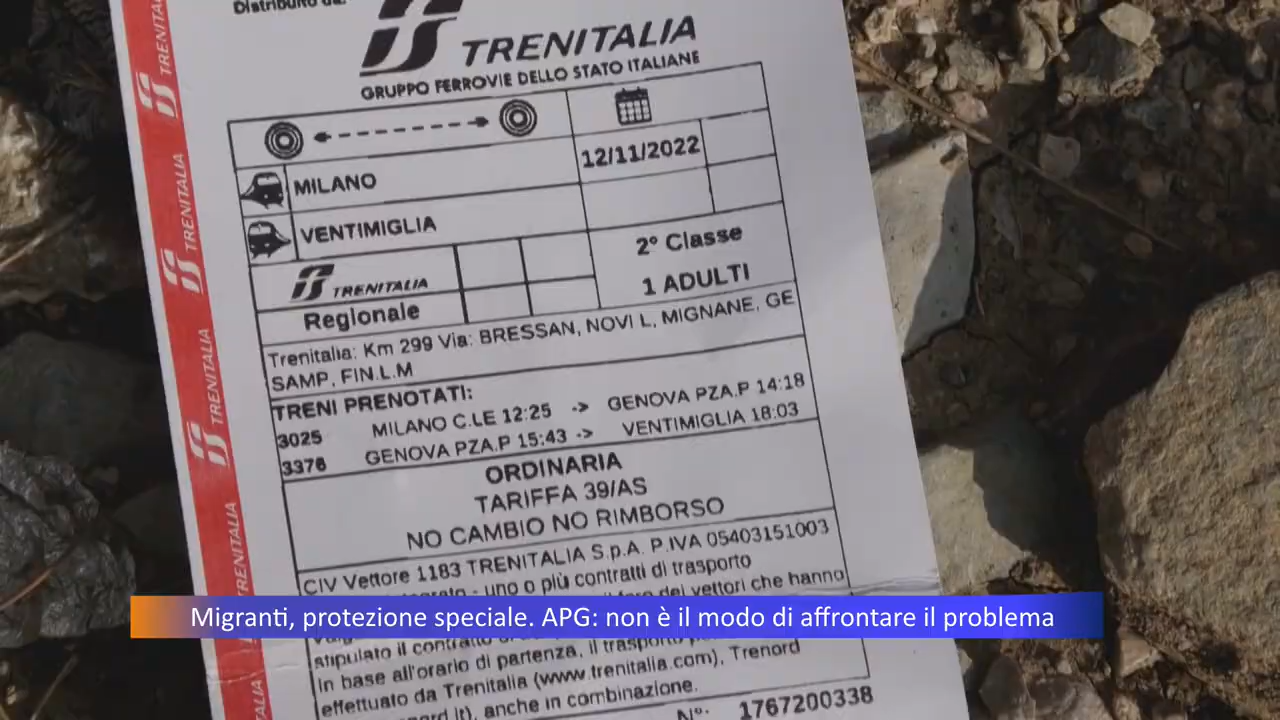 Distribuito da:
TRENITALIA
GRUPPO FERROVIE DELLO STATO ITALIANE
12/11/2022
MILANO
VENTIMIGLIA
2° Classe
1 ADULTI
TRENITALIA
Regionale
Trenitalia: Km 299 Via: BRESSAN, NOVI L, MIGNANE, GE
SAMP, FIN.L.M
TRENI PRENOTATI:
3025 MILANO C.LE 12:25 -> GENOVA PZA.P 14:18
3376 GENOVA PZA.P 15:43 -> VENTIMIGLIA 18:03
ORDINARIA
TARIFFA 39/AS
NO CAMBIO NO RIMBORSO
CIV Vettore 1183 TRENITALIA S.p.A. P.IVA 05403151003
- uno o più contratti di trasporto
dei vettori che hanno
Migranti, protezione speciale. APG: non è il modo di affrontare il problema
stipulato il contratto
In base all'orario di partenza, il trasporto
effettuato da Trenitalia (www.trenitalia.com), Trenord
anche in combinazione.
N°: 1767200338
TRENITALIA
TRENITALIA
TRENITALIA
TRENITALIA
TRENITALIA